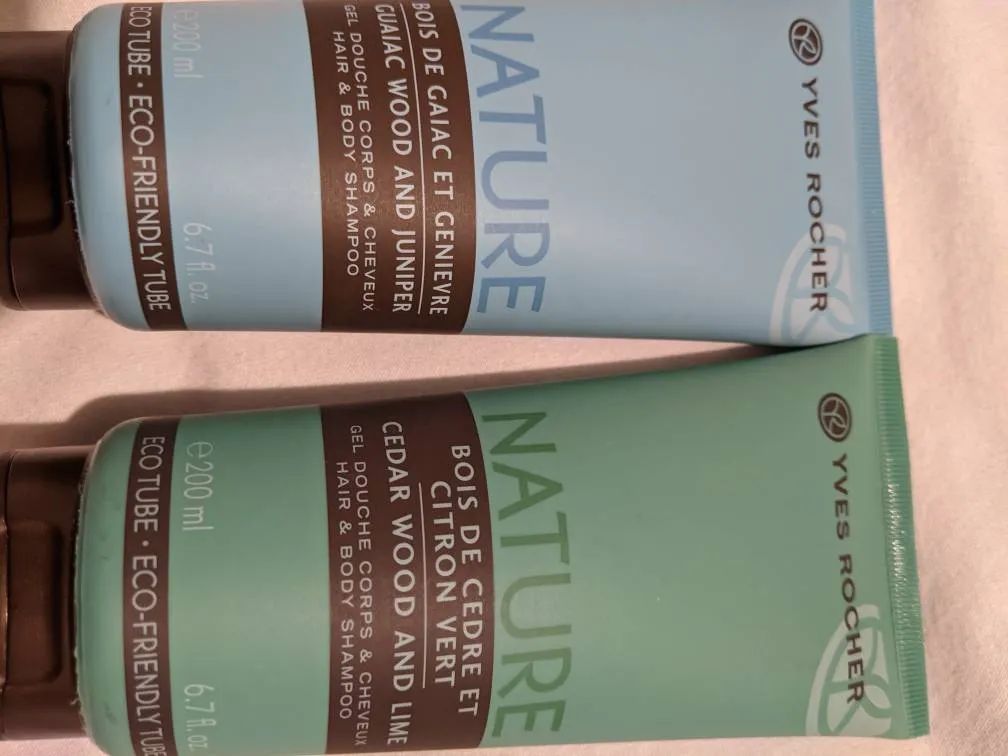 YVES ROCHER
NATURE
BOIS DE GAIAC ET GENIEVRE
GUAIAC WOOD AND JUNIPER
GEL DOUCHE CORPS & CHEVEUX
HAIR & BODY SHAMPOO
e200 ml 6.7 fl. oz.
ECO TUBE • ECO-FRIENDLY TUBE
YVES ROCHER
NATURE
BOIS DE CEDRE ET
CITRON VERT
CEDAR WOOD AND LIME
GEL DOUCHE CORPS & CHEVEUX
HAIR & BODY SHAMPOO
e200 ml 6.7 fl. oz.
ECO TUBE • ECO-FRIENDLY TUBE